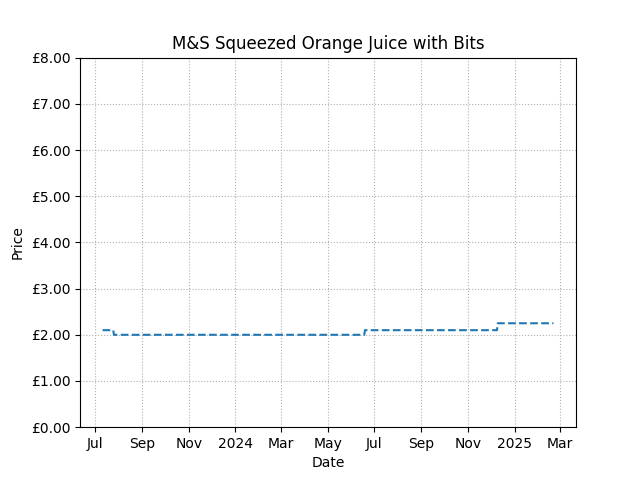 M&S Squeezed Orange Juice with Bits
£8.00
£7.00
£6.00
£5.00
£4.00
£3.00
£2.00
£1.00
£0.00
Price
Jul Sep Nov 2024 Mar May Jul Sep Nov 2025 Mar
Date